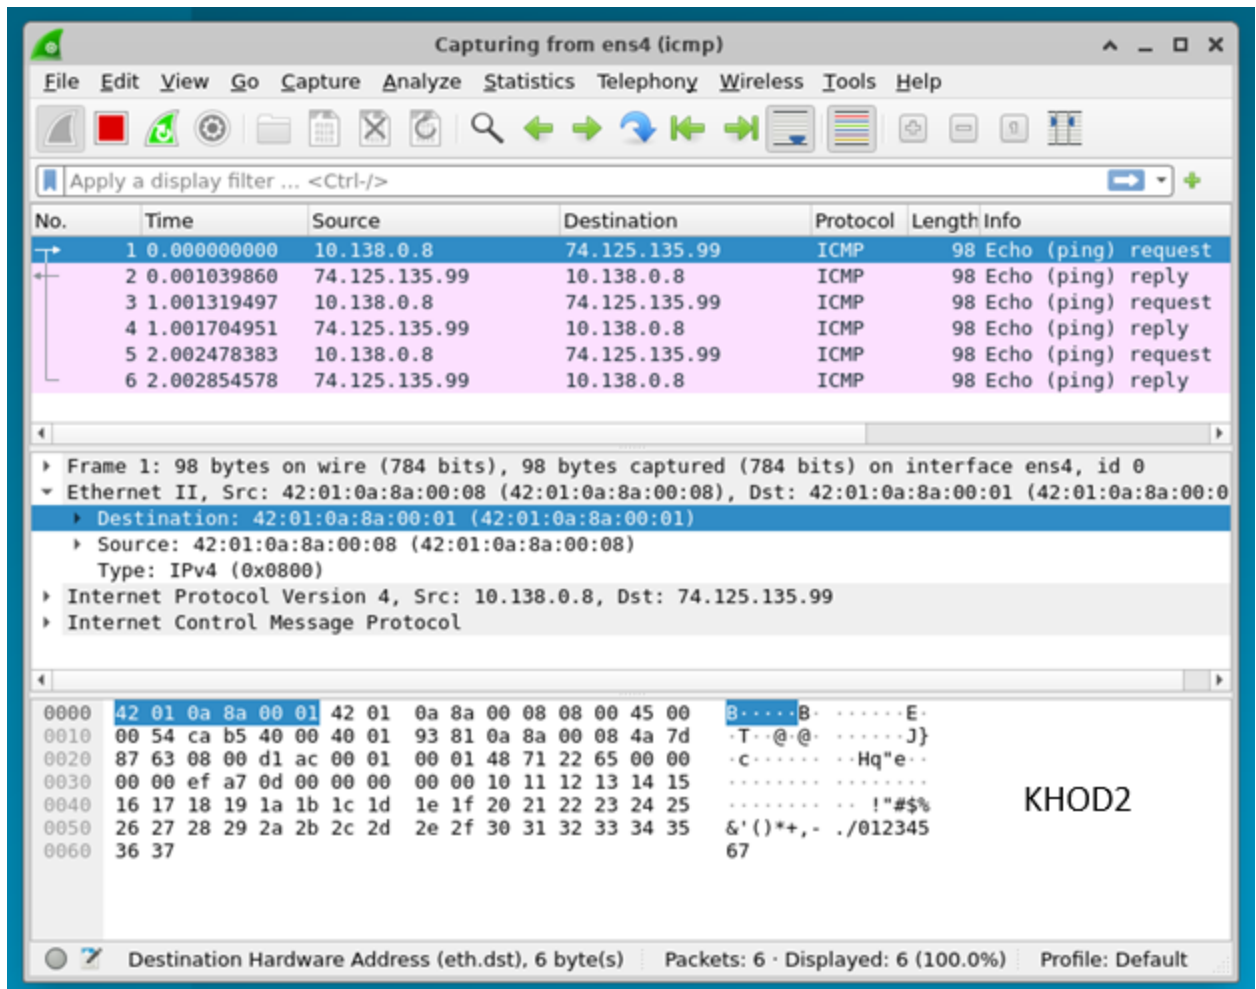 Capturing from ens4 (icmp)
File Edit View Go Capture Analyze Statistics Telephony Wireless Tools Help
Apply a display filter ... <Ctrl-/>
No. Time Source Destination Protocol Length Info
1 0.000000000 10.138.0.8 74.125.135.99 ICMP 98 Echo (ping) request
2 0.001039860 74.125.135.99 10.138.0.8 ICMP 98 Echo (ping) reply
3 1.001319497 10.138.0.8 74.125.135.99 ICMP 98 Echo (ping) request
4 1.001704951 74.125.135.99 10.138.0.8 ICMP 98 Echo (ping) reply
5 2.002478383 10.138.0.8 74.125.135.99 ICMP 98 Echo (ping) request
6 2.002854578 74.125.135.99 10.138.0.8 ICMP 98 Echo (ping) reply
Frame 1: 98 bytes on wire (784 bits), 98 bytes captured (784 bits) on interface ens4, id 0
Ethernet II, Src: 42:01:0a:8a:00:08 (42:01:0a:8a:00:08), Dst: 42:01:0a:8a:00:01 (42:01:0a:8a:00:0
Destination: 42:01:0a:8a:00:01 (42:01:0a:8a:00:01)
Source: 42:01:0a:8a:00:08 (42:01:0a:8a:00:08)
Type: IPv4 (0x0800)
Internet Protocol Version 4, Src: 10.138.0.8, Dst: 74.125.135.99
Internet Control Message Protocol
0000 42 01 0a 8a 00 01 42 01 0a 8a 00 08 08 00 45 00 B·····B· ······E·
0010 00 54 ca b5 40 00 40 01 93 81 0a 8a 00 08 4a 7d ·T··@·@· ······J}
0020 87 63 08 00 d1 ac 00 01 00 01 48 71 22 65 00 00 ·c······ ··Hq"e··
0030 00 00 ef a7 0d 00 00 00 00 00 10 11 12 13 14 15 ········ ········
0040 16 17 18 19 1a 1b 1c 1d 1e 1f 20 21 22 23 24 25 ········ ·· !"#$%
0050 26 27 28 29 2a 2b 2c 2d 2e 2f 30 31 32 33 34 35 &'()*+,- ./012345
0060 36 37 67
KHOD2
Destination Hardware Address (eth.dst), 6 byte(s) Packets: 6 · Displayed: 6 (100.0%) Profile: Default